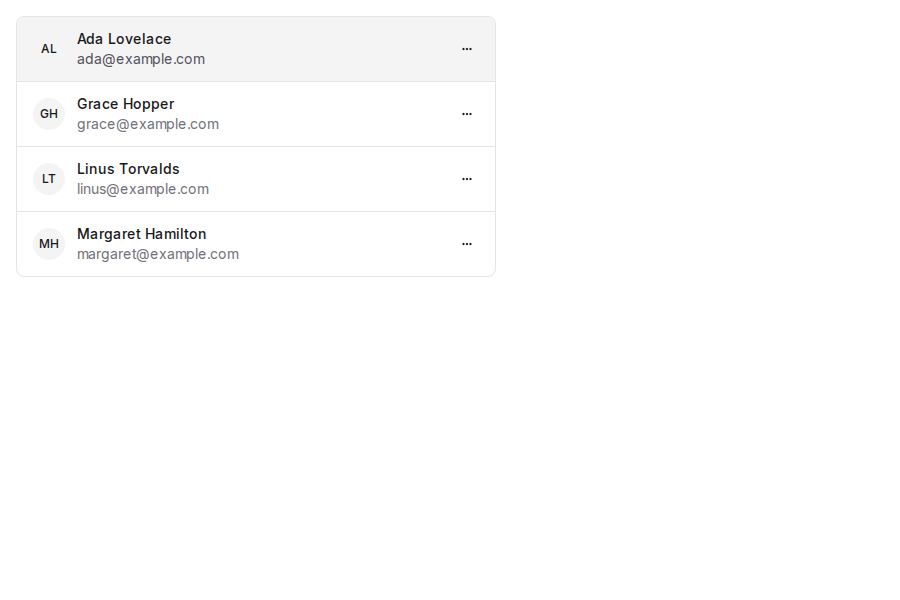 AL
Ada Lovelace
ada@example.com
...
GH
Grace Hopper
grace@example.com
...
LT
Linus Torvalds
linus@example.com
...
MH
Margaret Hamilton
margaret@example.com
...